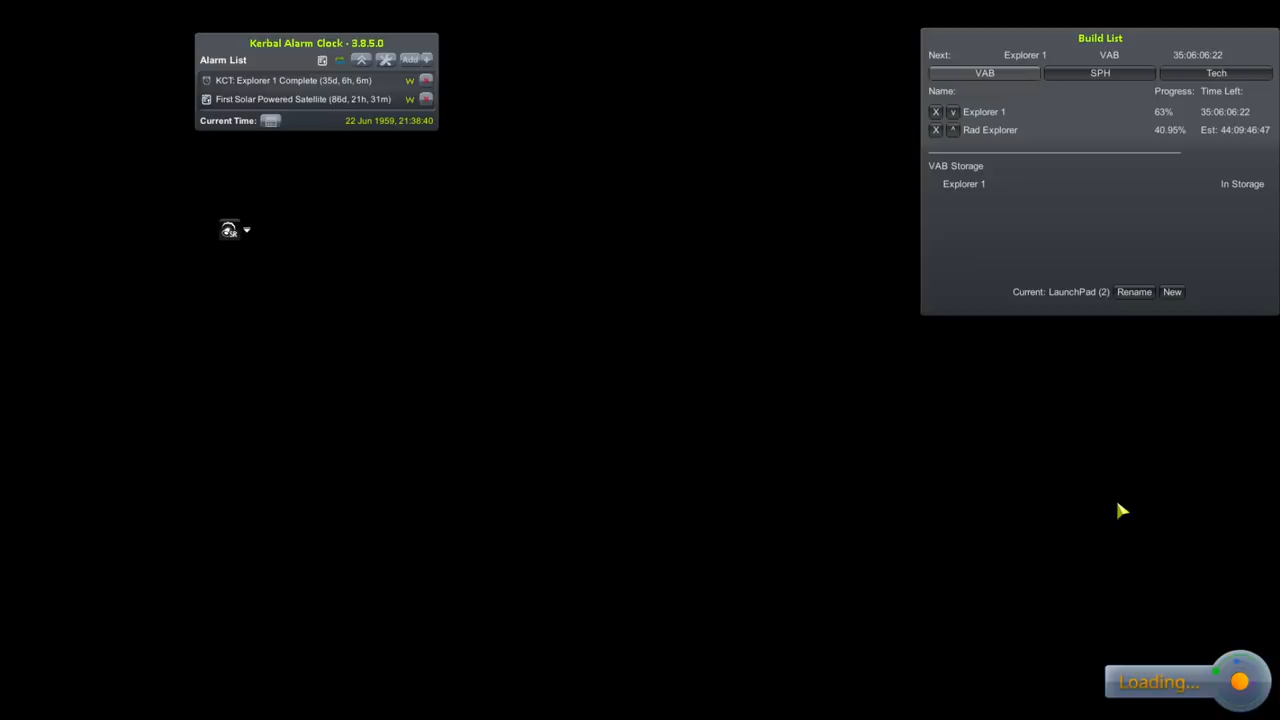 Kerbal Alarm Clock - 3.8.5.0
Alarm List Add +
KCT: Explorer 1 Complete (35d, 6h, 6m) W
First Solar Powered Satellite (86d, 21h, 31m) W
Current Time: 22 Jun 1959, 21:38:40
SR
Build List
Next: Explorer 1 VAB 35:06:06:22
VAB SPH Tech
Name: Progress: Time Left:
X v Explorer 1 63% 35:06:06:22
X ^ Rad Explorer 40.95% Est: 44:09:46:47
VAB Storage
Explorer 1 In Storage
Current: LaunchPad (2) Rename New
Loading...